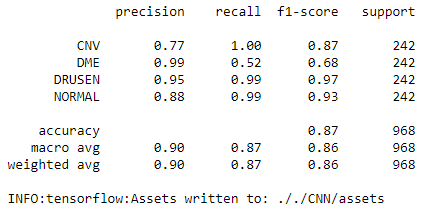 precision recall f1-score support
CNV 0.77 1.00 0.87 242
DME 0.99 0.52 0.68 242
DRUSEN 0.95 0.99 0.97 242
NORMAL 0.88 0.99 0.93 242
accuracy 0.87 968
macro avg 0.90 0.87 0.86 968
weighted avg 0.90 0.87 0.86 968
INFO:tensorflow:Assets written to: ././CNN/assets